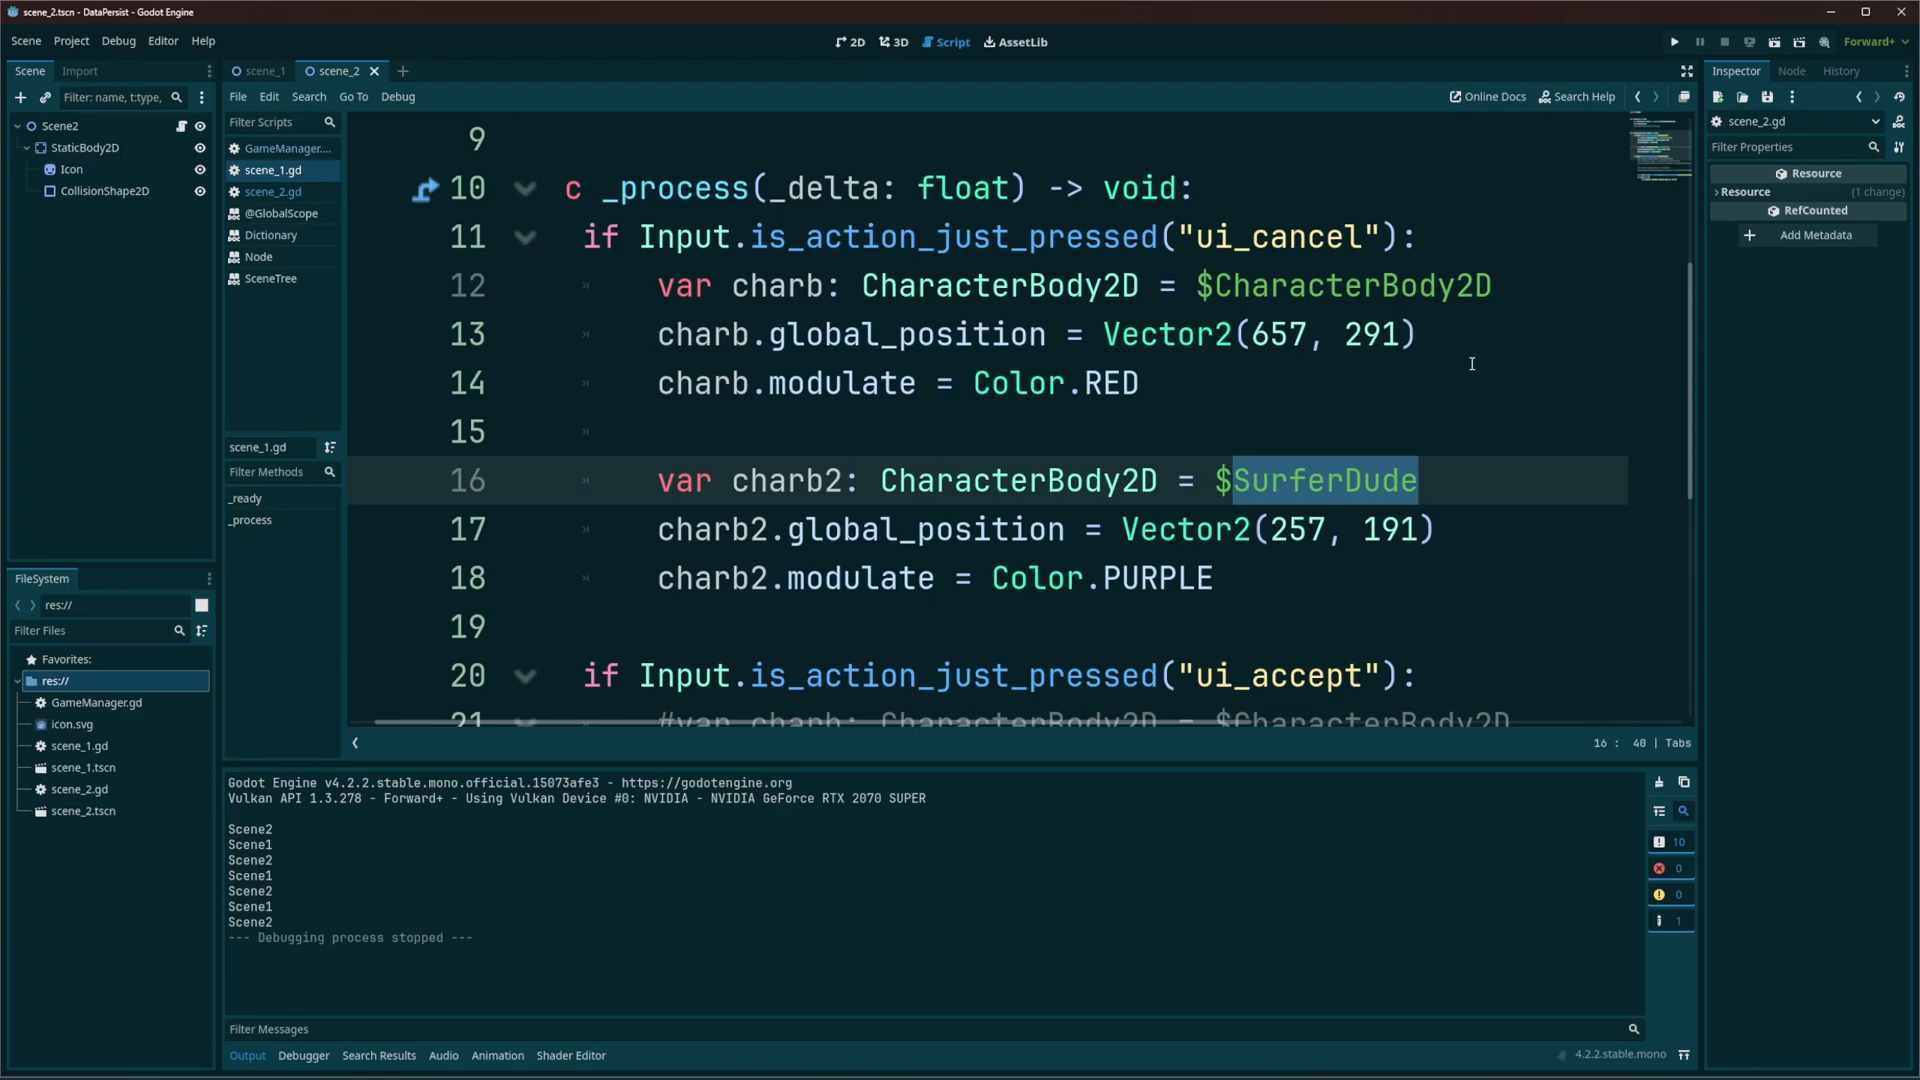 scene_2.tscn - DataPersist - Godot Engine
Scene Project Debug Editor Help
2D 3D Script AssetLib
Forward+
Scene Import
Filter: name, t:type,
Scene2
StaticBody2D
Icon
CollisionShape2D
scene_1 scene_2
File Edit Search Go To Debug
Online Docs Search Help
Filter Scripts
GameManager....
scene_1.gd
scene_2.gd
@GlobalScope
Dictionary
Node
SceneTree
scene_1.gd
Filter Methods
_ready
_process
9
10 c _process(_delta: float) -> void:
11 if Input.is_action_just_pressed("ui_cancel"):
12 var charb: CharacterBody2D = $CharacterBody2D
13 charb.global_position = Vector2(657, 291)
14 charb.modulate = Color.RED
15
16 var charb2: CharacterBody2D = $SurferDude
17 charb2.global_position = Vector2(257, 191)
18 charb2.modulate = Color.PURPLE
19
20 if Input.is_action_just_pressed("ui_accept"):
21 #var charb: CharacterBody2D = $CharacterBody2D
16 : 40 | Tabs
FileSystem
res://
Filter Files
Favorites:
res://
GameManager.gd
icon.svg
scene_1.gd
scene_1.tscn
scene_2.gd
scene_2.tscn
Godot Engine v4.2.2.stable.mono.official.15073afe3 - https://godotengine.org
Vulkan API 1.3.278 - Forward+ - Using Vulkan Device #0: NVIDIA - NVIDIA GeForce RTX 2070 SUPER
Scene2
Scene1
Scene2
Scene1
Scene2
Scene1
Scene2
--- Debugging process stopped ---
10
0
0
1
Filter Messages
Output Debugger Search Results Audio Animation Shader Editor
4.2.2.stable.mono
Inspector Node History
scene_2.gd
Filter Properties
Resource
Resource (1 change)
RefCounted
Add Metadata